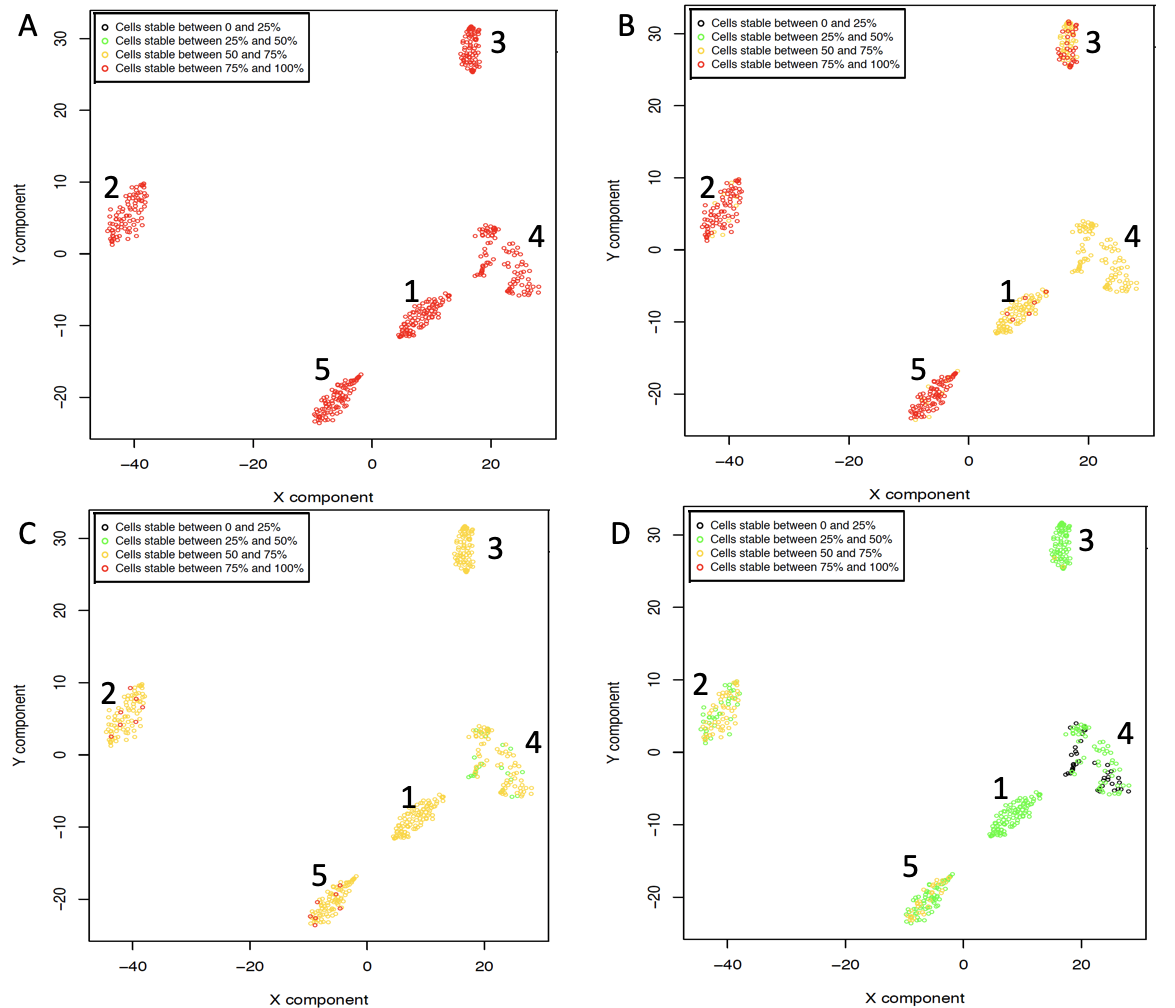 A
Cells stable between 0 and 25%
Cells stable between 25% and 50%
Cells stable between 50 and 75%
Cells stable between 75% and 100%
1
2
3
4
5
Y component
30
20
10
0
−10
−20
−40
−20
0
20
X component
B
Cells stable between 0 and 25%
Cells stable between 25% and 50%
Cells stable between 50 and 75%
Cells stable between 75% and 100%
1
2
3
4
5
Y component
30
20
10
0
−10
−20
−40
−20
0
20
X component
C
Cells stable between 0 and 25%
Cells stable between 25% and 50%
Cells stable between 50 and 75%
Cells stable between 75% and 100%
1
2
3
4
5
Y component
30
20
10
0
−10
−20
−40
−20
0
20
X component
D
Cells stable between 0 and 25%
Cells stable between 25% and 50%
Cells stable between 50 and 75%
Cells stable between 75% and 100%
1
2
3
4
5
Y component
30
20
10
0
−10
−20
−40
−20
0
20
X component